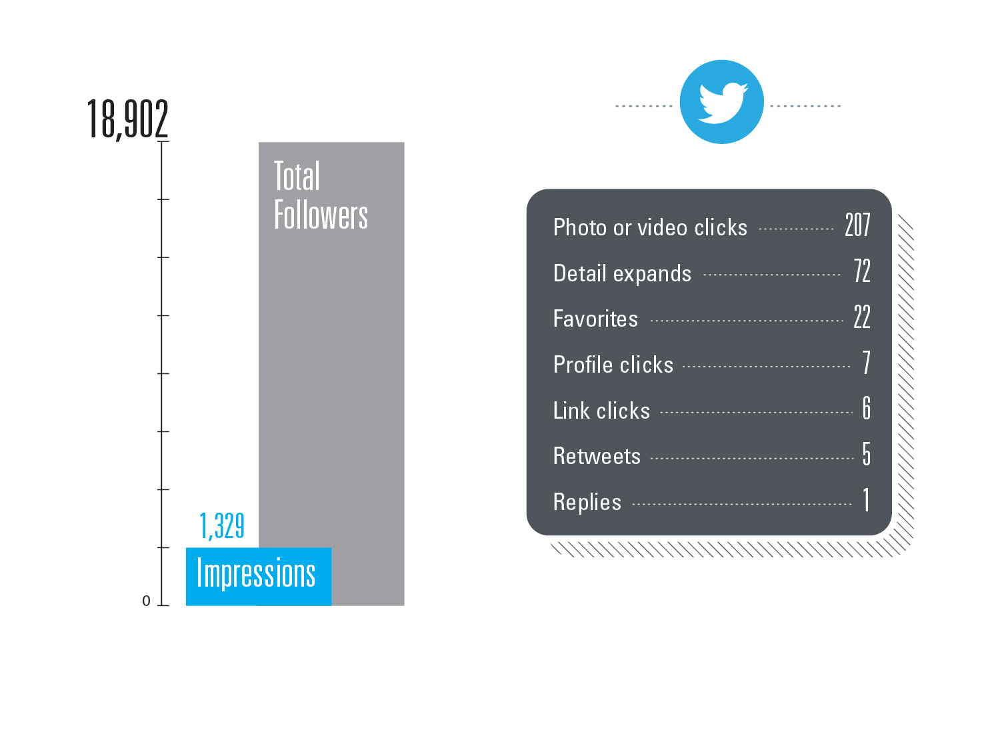 18,902
Total
Followers
1,329
Impressions
0
Photo or video clicks 207
Detail expands 72
Favorites 22
Profile clicks 7
Link clicks 6
Retweets 5
Replies 1